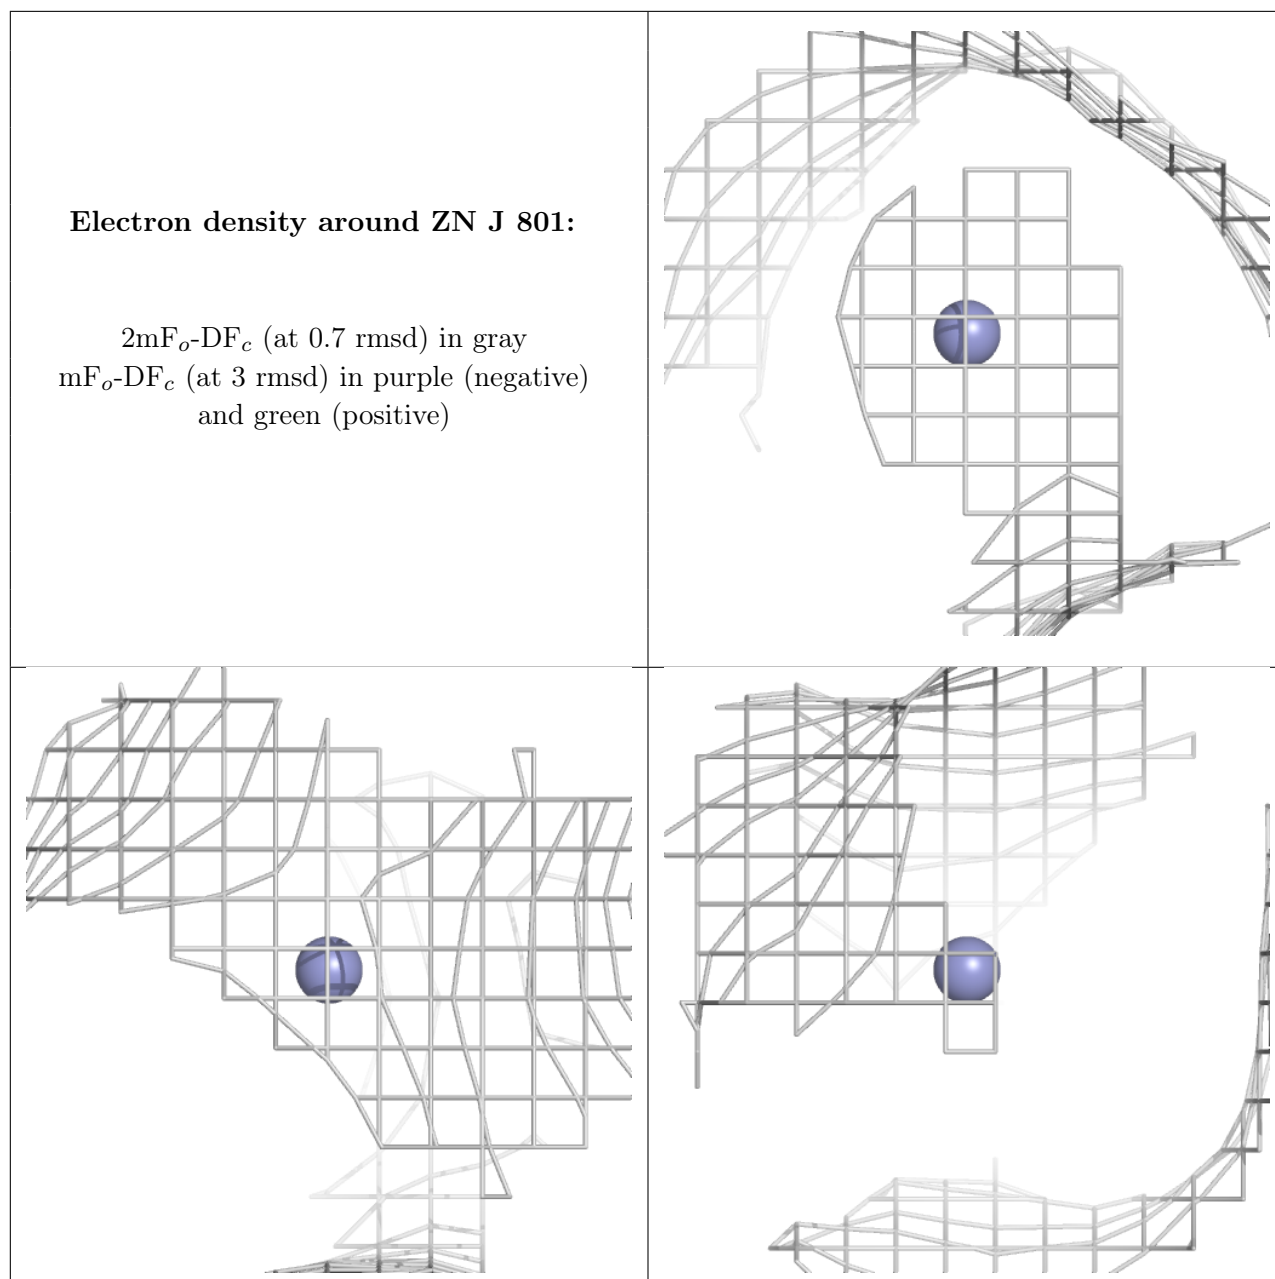 Electron density around ZN J 801:
2mFo-DFc (at 0.7 rmsd) in gray
mFo-DFc (at 3 rmsd) in purple (negative)
and green (positive)